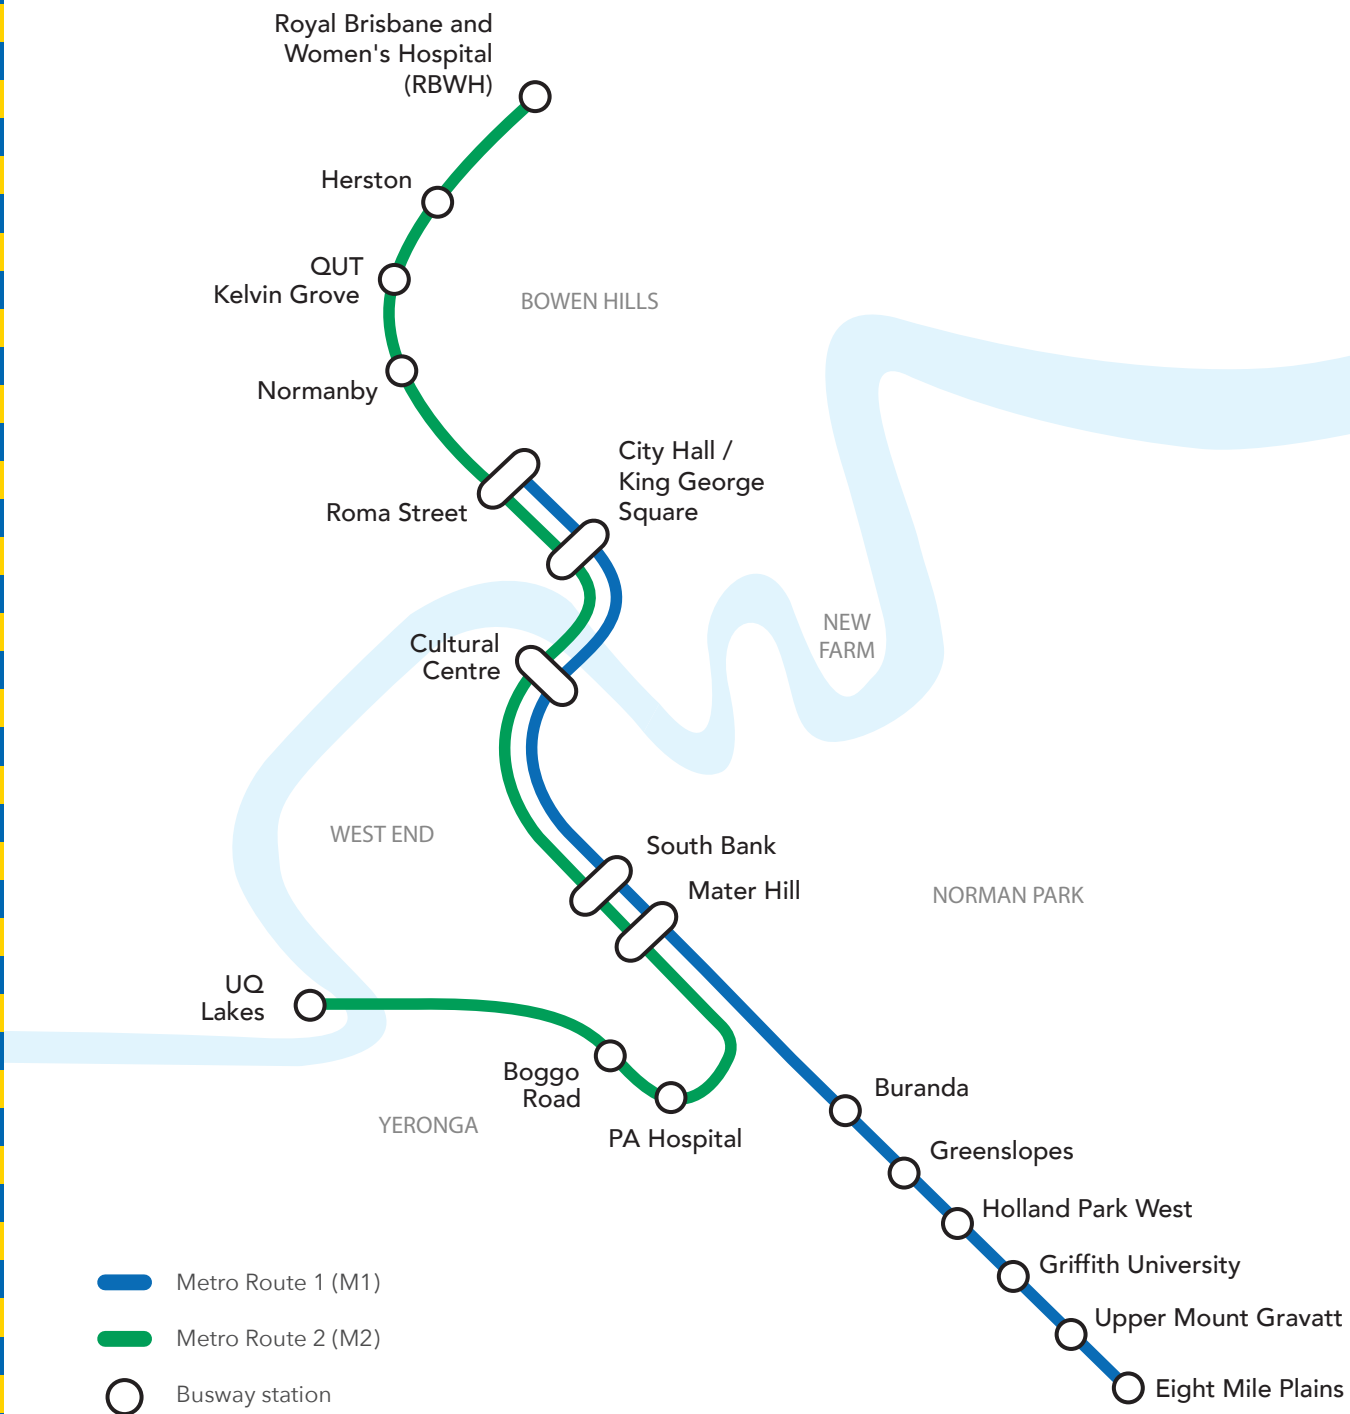 Royal Brisbane and
Women's Hospital
(RBWH)
Herston
QUT
Kelvin Grove
BOWEN HILLS
Normanby
City Hall /
King George
Square
Roma Street
NEW
FARM
Cultural
Centre
WEST END
South Bank
Mater Hill
NORMAN PARK
UQ
Lakes
Boggo
Road
Buranda
YERONGA
PA Hospital
Greenslopes
Holland Park West
Griffith University
Metro Route 1 (M1)
Upper Mount Gravatt
Metro Route 2 (M2)
Eight Mile Plains
Busway station